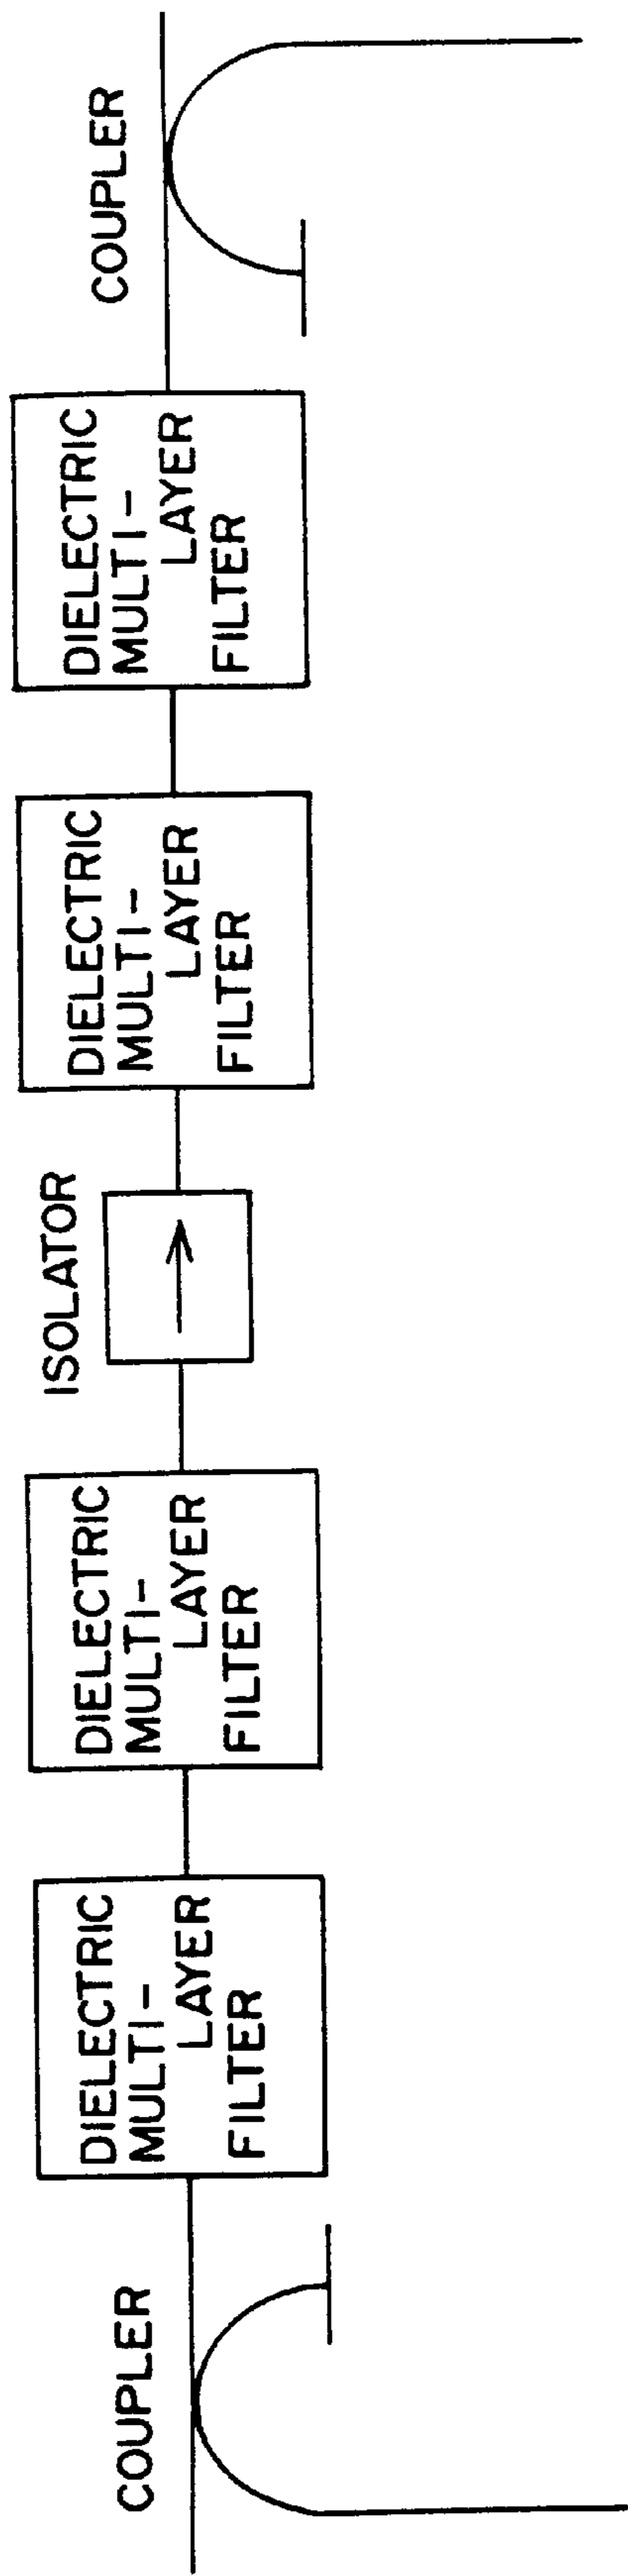 COUPLER
DIELECTRIC
MULTI-
LAYER
FILTER
DIELECTRIC
MULTI-
LAYER
FILTER
ISOLATOR
DIELECTRIC
MULTI-
LAYER
FILTER
DIELECTRIC
MULTI-
LAYER
FILTER
COUPLER